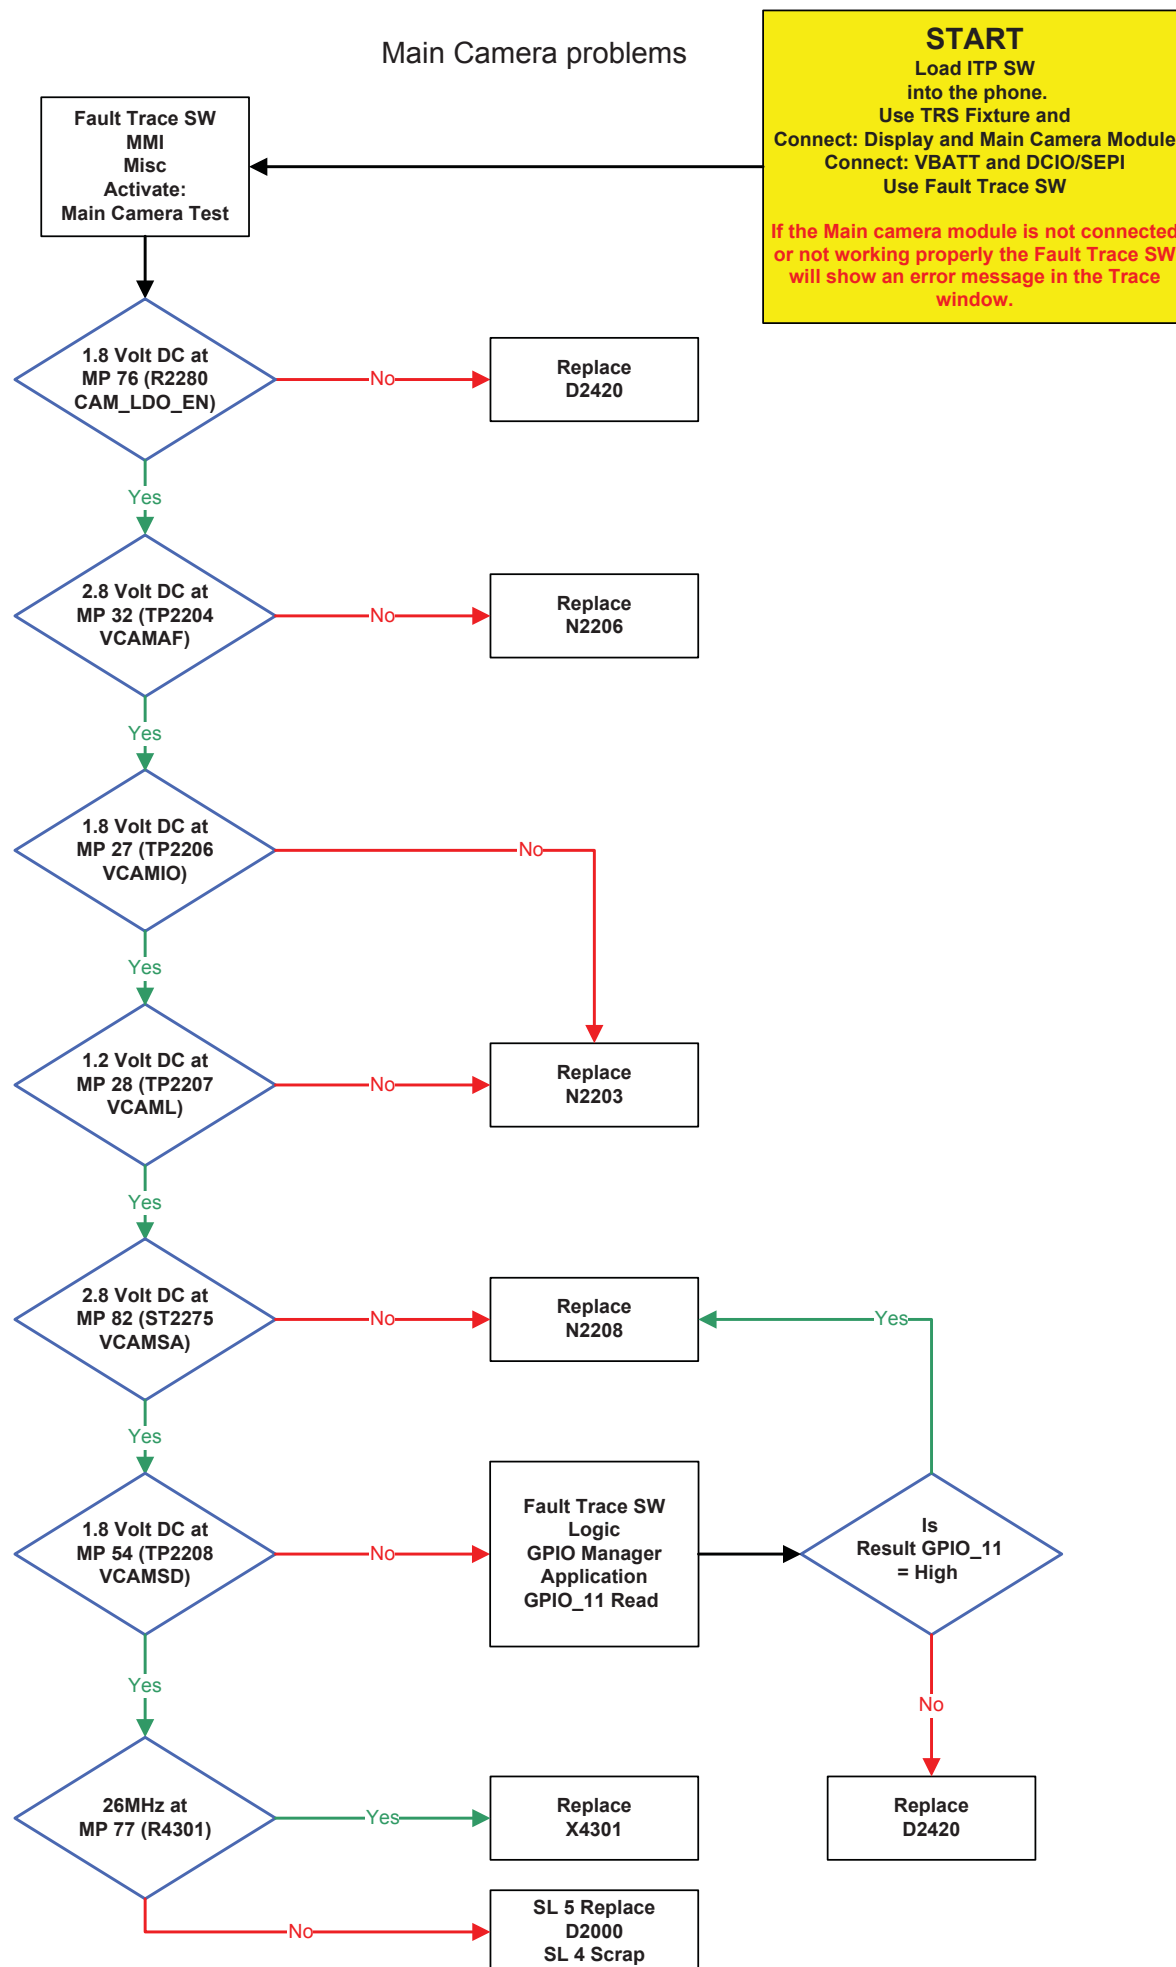 Main Camera problems
START
Load ITP SW
into the phone.
Use TRS Fixture and
Connect: Display and Main Camera Module
Connect: VBATT and DCIO/SEPI
Use Fault Trace SW
If the Main camera module is not connected
or not working properly the Fault Trace SW
will show an error message in the Trace
window.
Fault Trace SW
MMI
Misc
Activate:
Main Camera Test
1.8 Volt DC at
MP 76 (R2280
CAM_LDO_EN)
No
Replace
D2420
Yes
2.8 Volt DC at
MP 32 (TP2204
VCAMAF)
No
Replace
N2206
Yes
1.8 Volt DC at
MP 27 (TP2206
VCAMIO)
No
Yes
1.2 Volt DC at
MP 28 (TP2207
VCAML)
No
Replace
N2203
Yes
2.8 Volt DC at
MP 82 (ST2275
VCAMSA)
No
Replace
N2208
Yes
Yes
1.8 Volt DC at
MP 54 (TP2208
VCAMSD)
No
Fault Trace SW
Logic
GPIO Manager
Application
GPIO_11 Read
Is
Result GPIO_11
= High
Yes
No
26MHz at
MP 77 (R4301)
Yes
Replace
X4301
Replace
D2420
No
SL 5 Replace
D2000
SL 4 Scrap